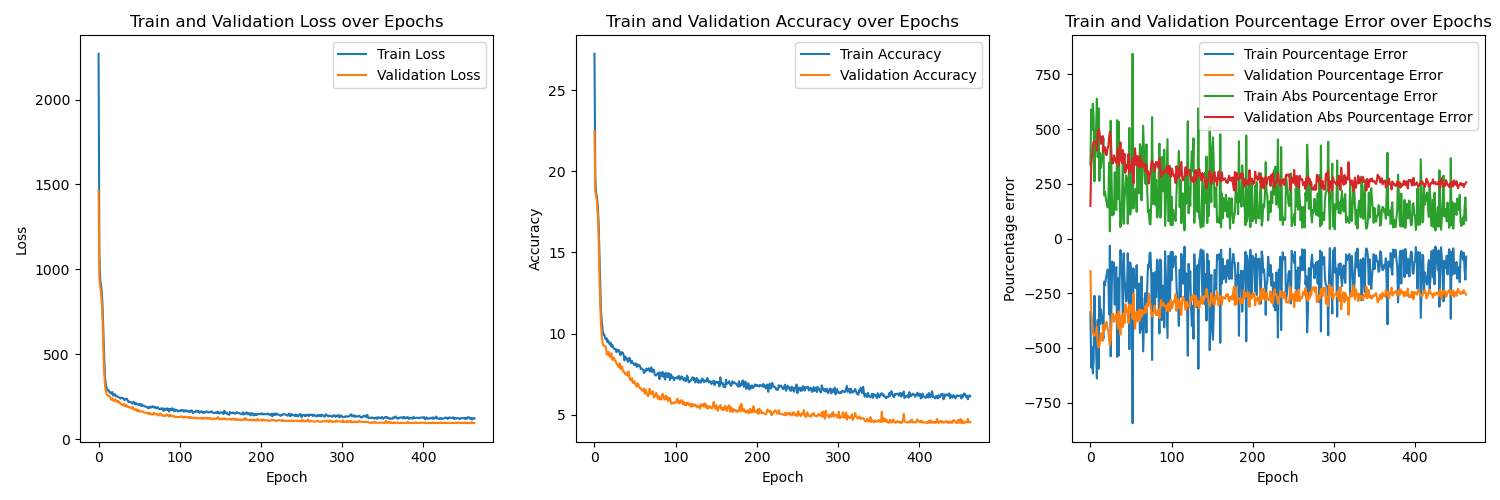 Train and Validation Loss over Epochs
Train Loss
Validation Loss
Loss
2000
1500
1000
500
0
0 100 200 300 400
Epoch
Train and Validation Accuracy over Epochs
Train Accuracy
Validation Accuracy
Accuracy
25
20
15
10
5
0 100 200 300 400
Epoch
Train and Validation Pourcentage Error over Epochs
Train Pourcentage Error
Validation Pourcentage Error
Train Abs Pourcentage Error
Validation Abs Pourcentage Error
Pourcentage error
750
500
250
0
−250
−500
−750
0 100 200 300 400
Epoch